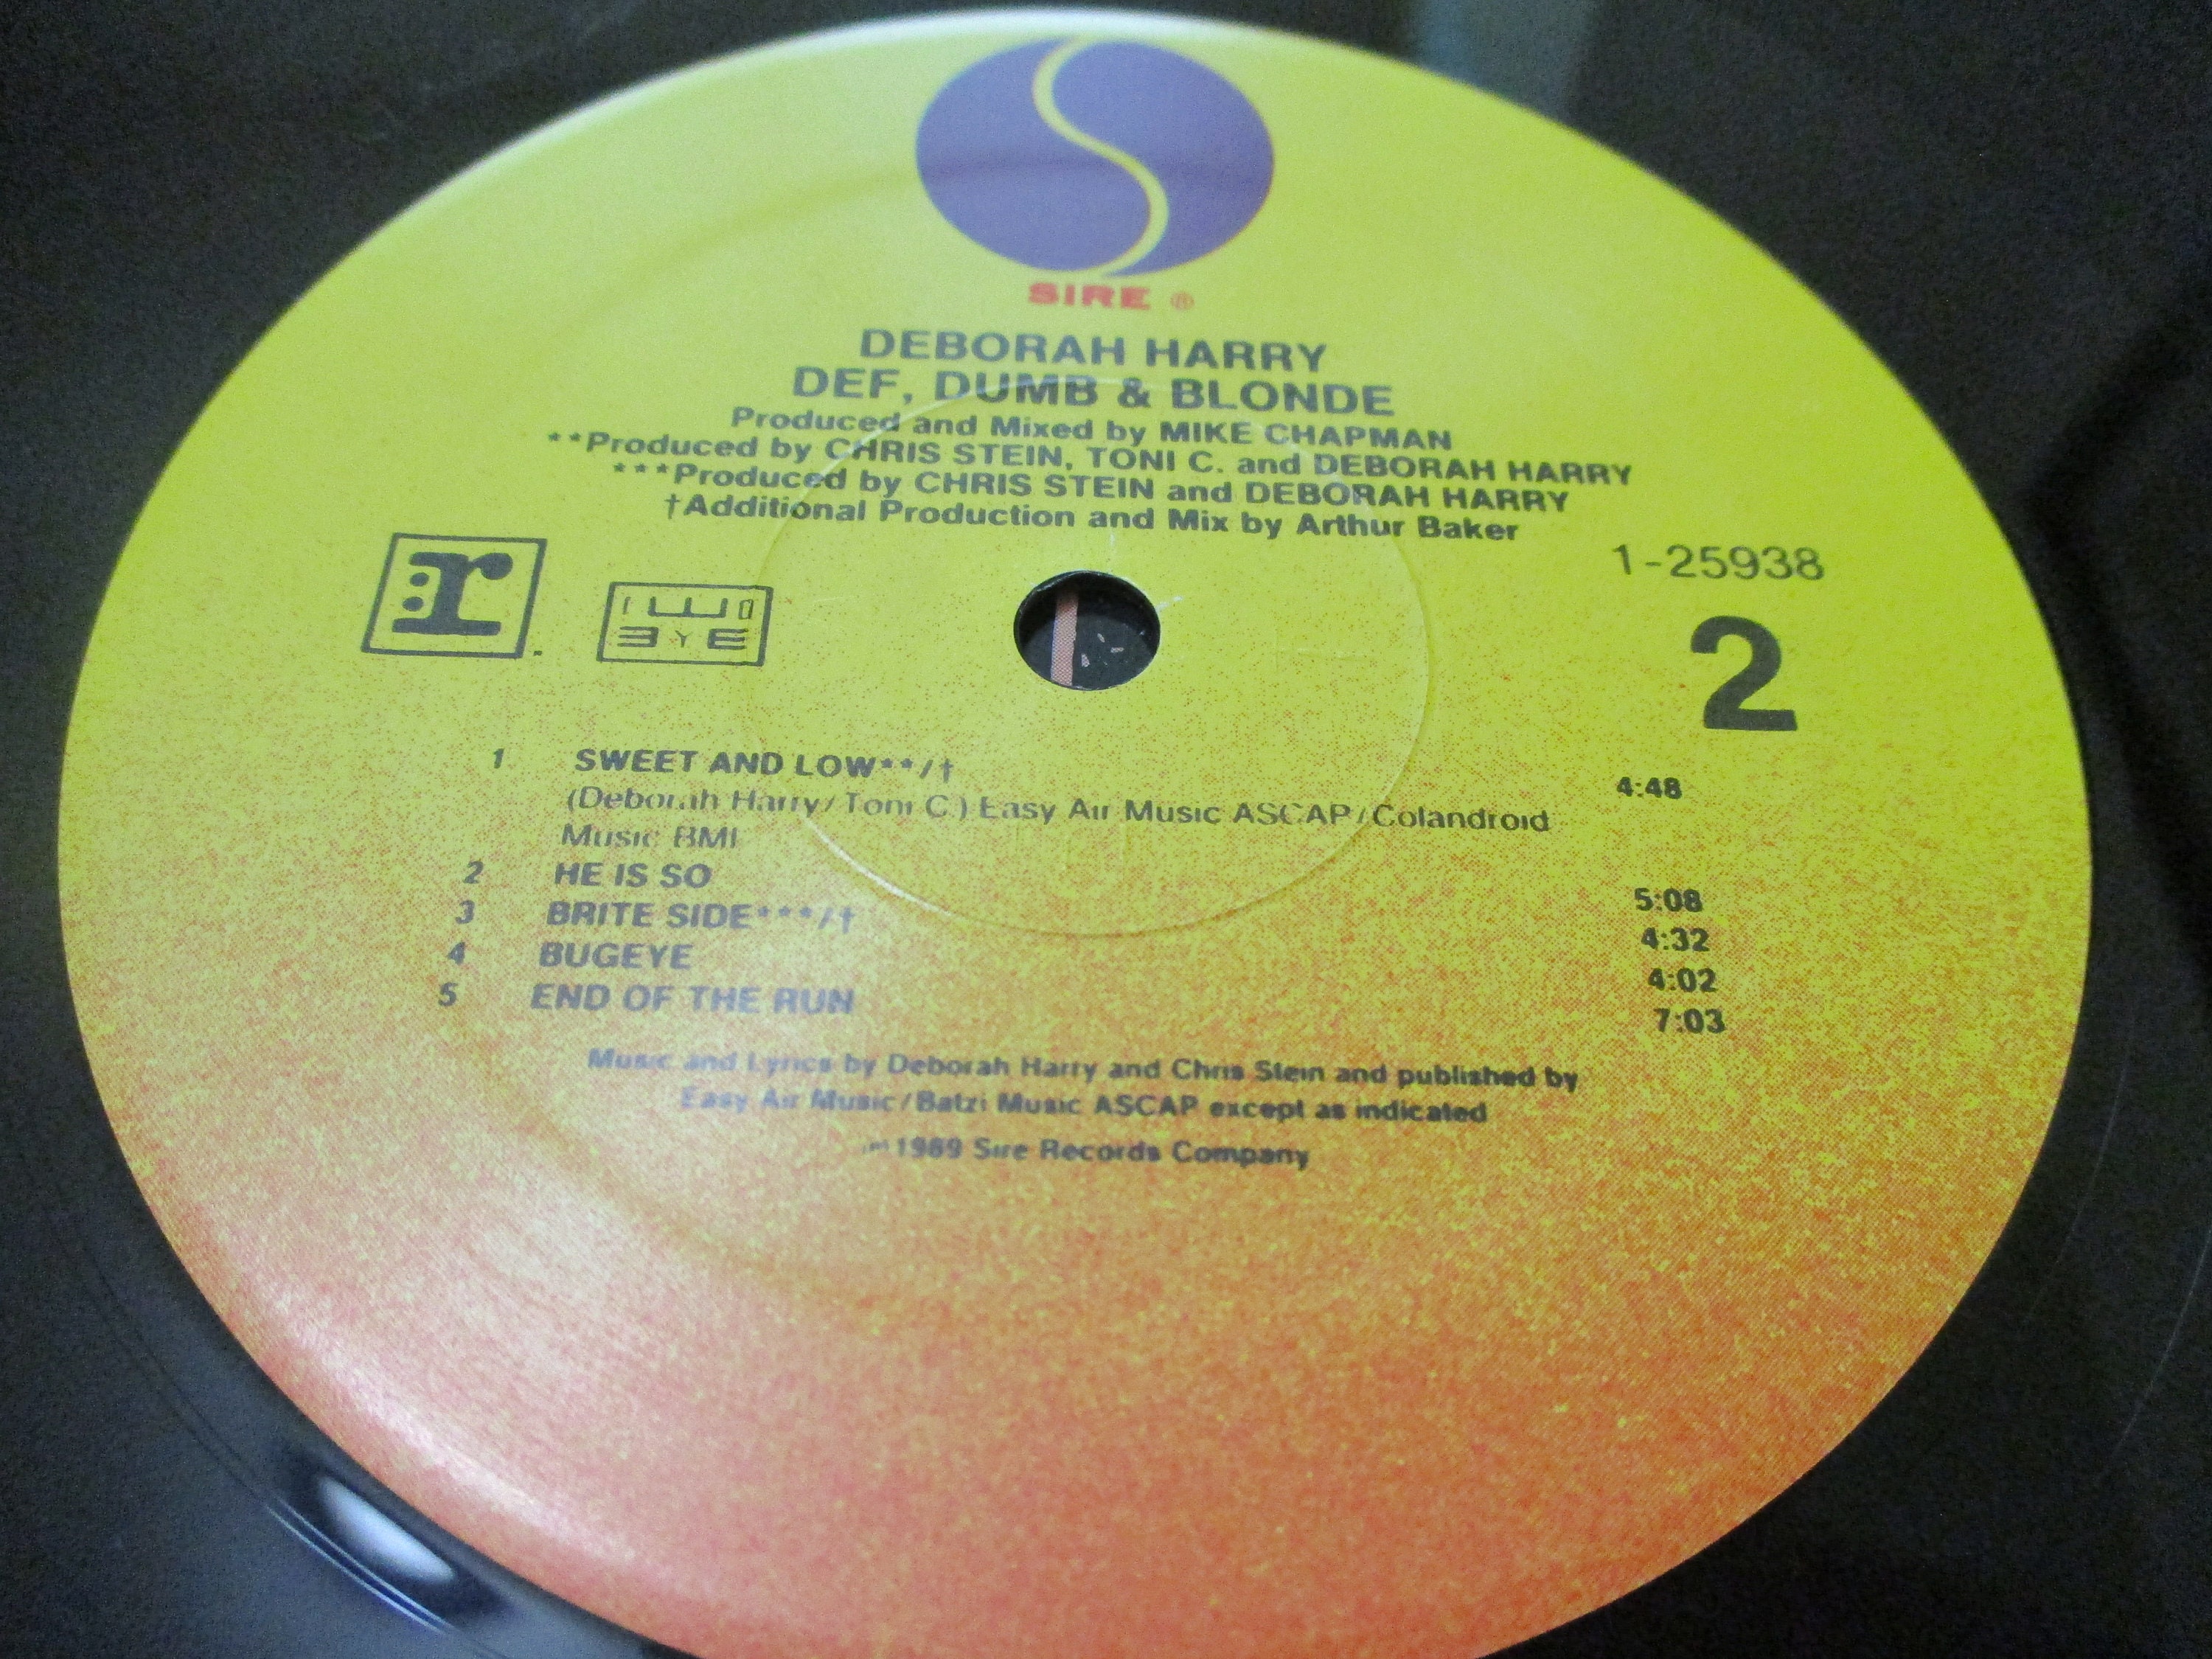 SIRE ®
DEBORAH HARRY
DEF, DUMB & BLONDE
Produced and Mixed by MIKE CHAPMAN
**Produced by CHRIS STEIN, TONI C. and DEBORAH HARRY
***Produced by CHRIS STEIN and DEBORAH HARRY
†Additional Production and Mix by Arthur Baker
1-25938
r
2
1 SWEET AND LOW**/† 4:48
(Deborah Harry/Toni C.) Easy Air Music ASCAP/Colandroid
Music BMI
2 HE IS SO 5:08
3 BRITE SIDE***/† 4:32
4 BUGEYE 4:02
5 END OF THE RUN 7:03
Music and Lyrics by Deborah Harry and Chris Stein and published by
Easy Air Music/Batzi Music ASCAP except as indicated
℗ 1989 Sire Records Company